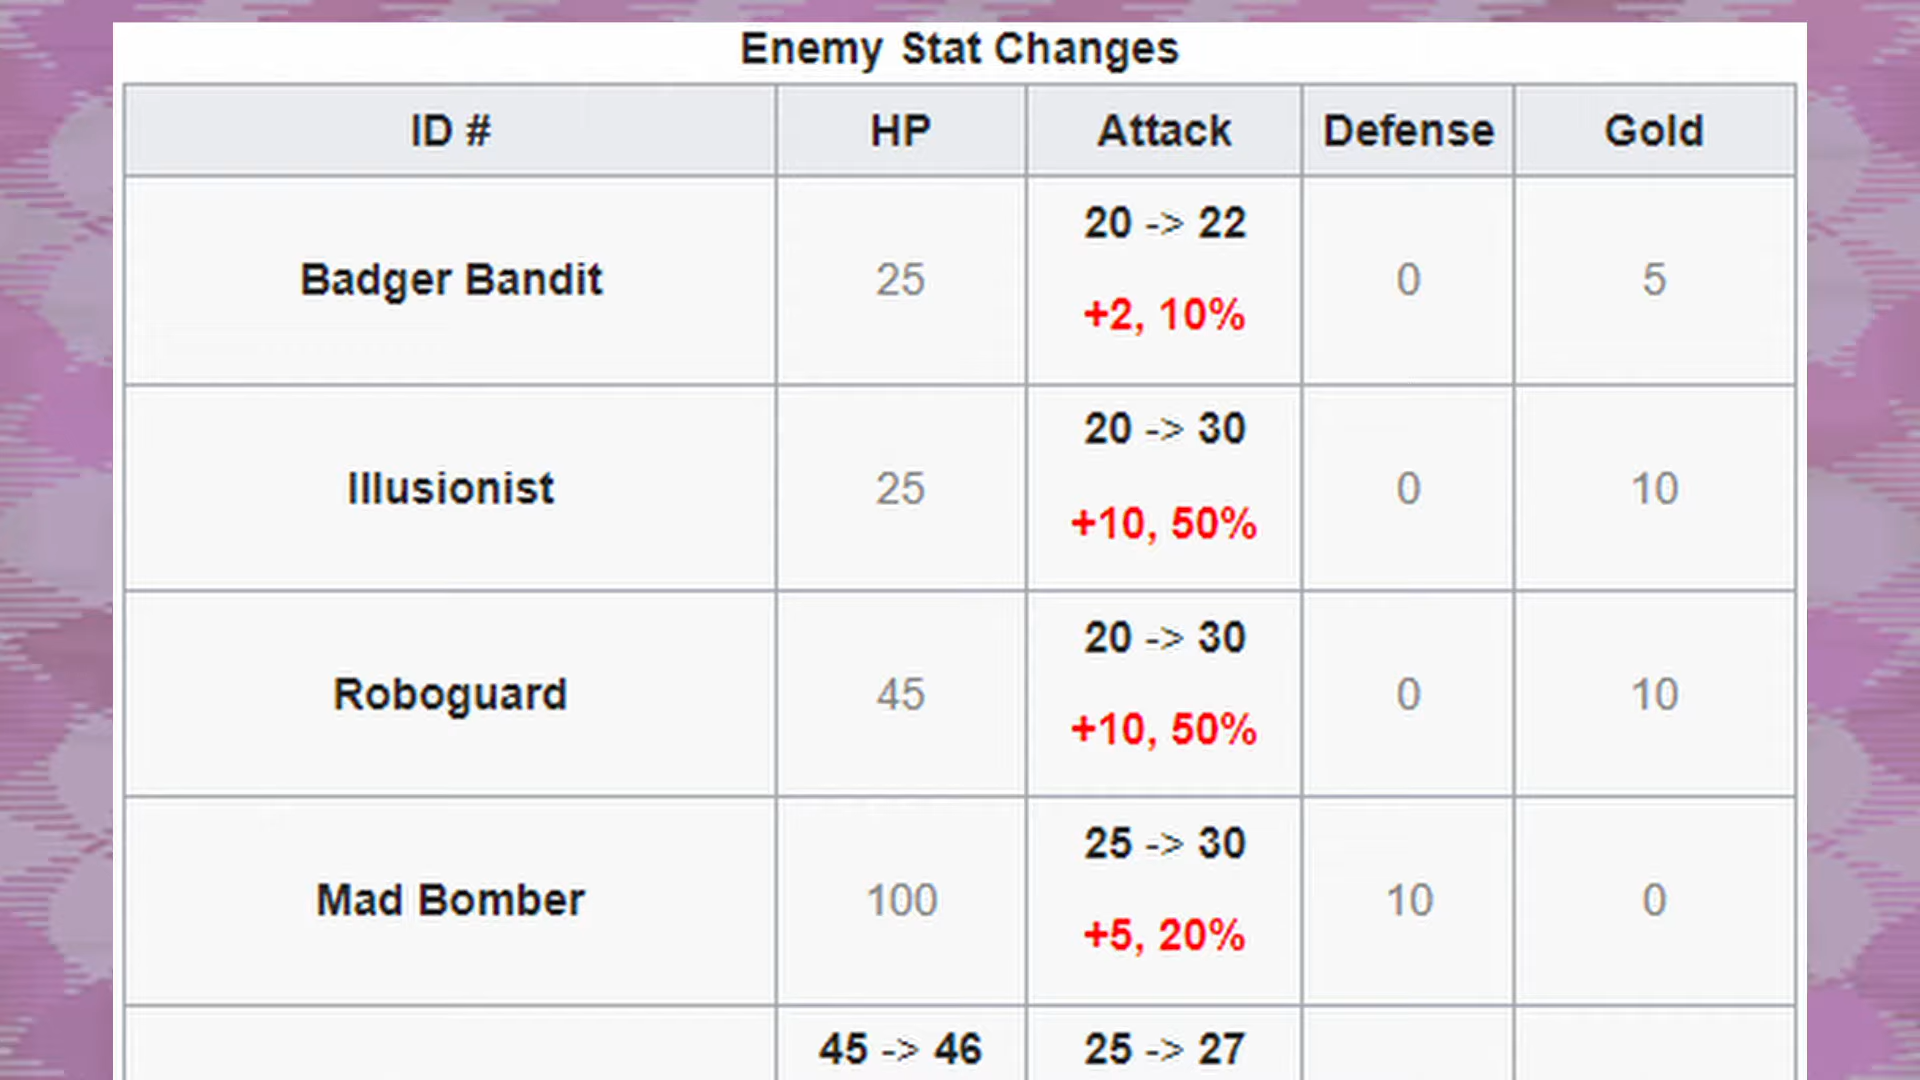 Enemy Stat Changes
ID # HP Attack Defense Gold
Badger Bandit 25 20 -> 22 0 5
+2, 10%
Illusionist 25 20 -> 30 0 10
+10, 50%
Roboguard 45 20 -> 30 0 10
+10, 50%
Mad Bomber 100 25 -> 30 10 0
+5, 20%
45 -> 46 25 -> 27